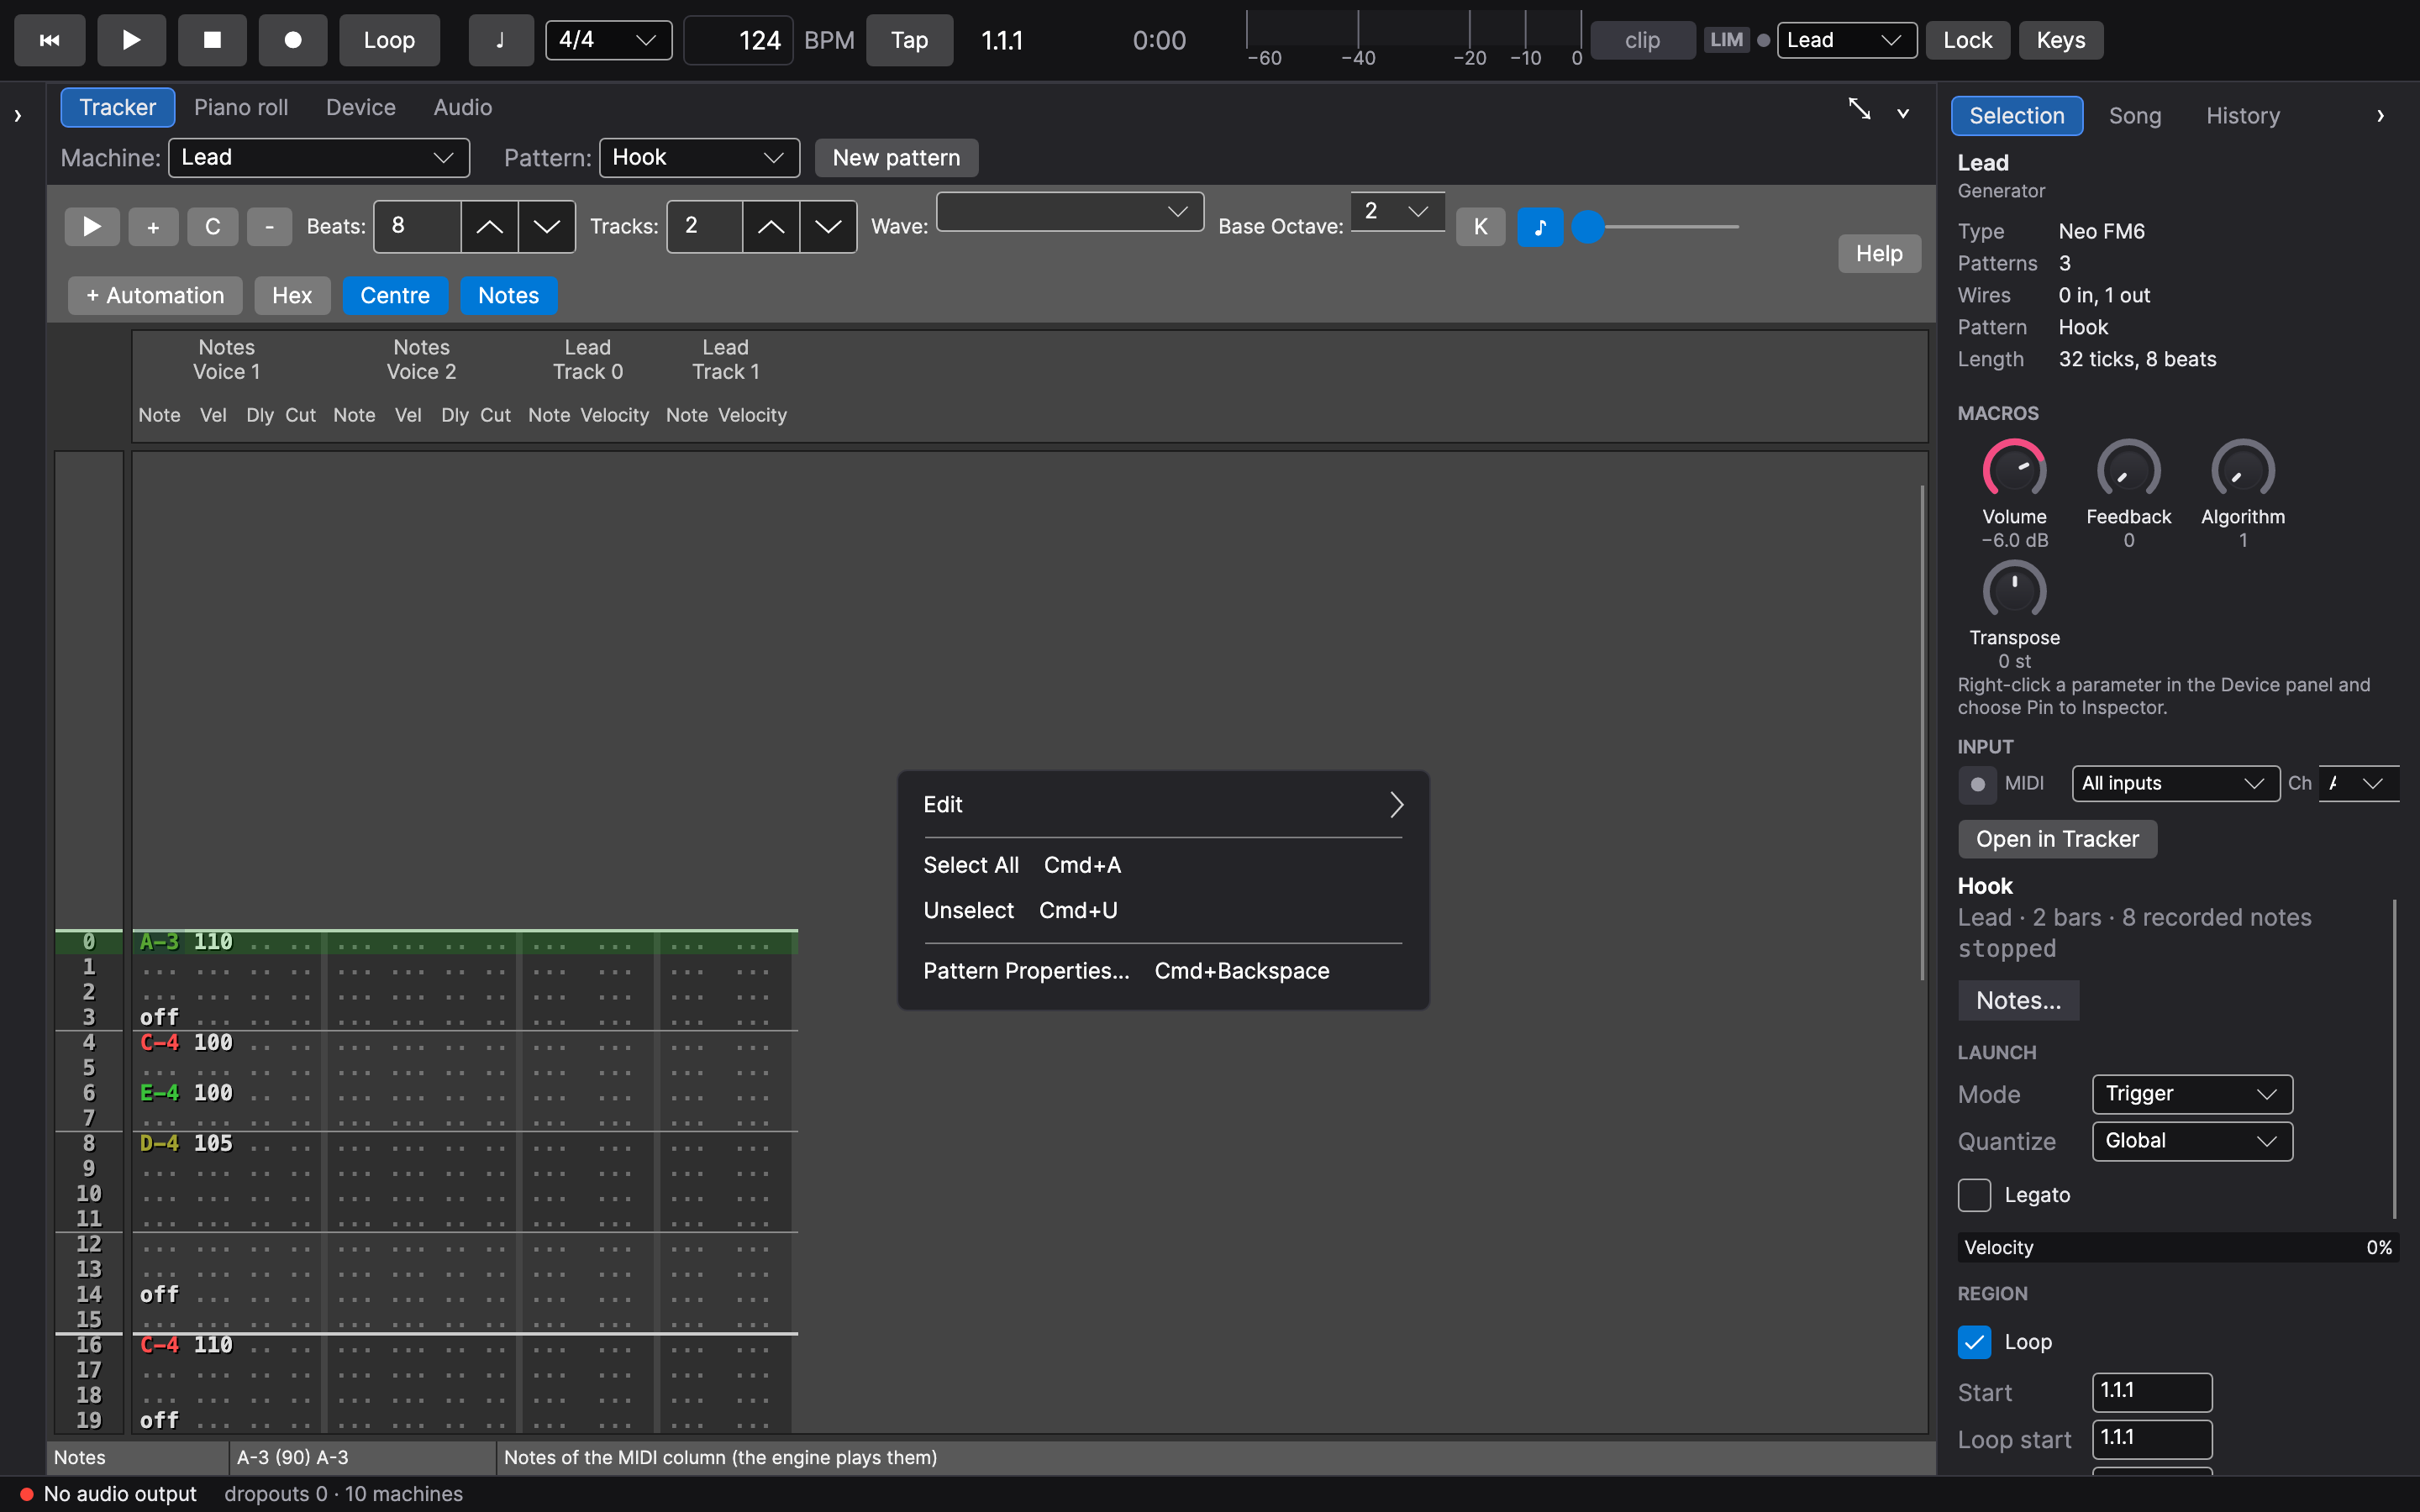 Loop 4/4 124 BPM Tap 1.1.1 0:00 −60 −40 −20 −10 0 clip LIM Lead Lock Keys
Tracker Piano roll Device Audio
Machine: Lead Pattern: Hook New pattern
+ C - Beats: 8 Tracks: 2 Wave: Base Octave: 2 K Help
+ Automation Hex Centre Notes
Notes Notes Lead Lead
Voice 1 Voice 2 Track 0 Track 1
Note Vel Dly Cut Note Vel Dly Cut Note Velocity Note Velocity
0 A-3 110
1
2
3 off
4 C-4 100
5
6 E-4 100
7
8 D-4 105
9
10
11
12
13
14 off
15
16 C-4 110
17
18
19 off
Edit
Select All Cmd+A
Unselect Cmd+U
Pattern Properties... Cmd+Backspace
Notes A-3 (90) A-3 Notes of the MIDI column (the engine plays them)
No audio output dropouts 0 · 10 machines
Selection Song History
Lead
Generator
Type Neo FM6
Patterns 3
Wires 0 in, 1 out
Pattern Hook
Length 32 ticks, 8 beats
MACROS
Volume Feedback Algorithm
−6.0 dB 0 1
Transpose
0 st
Right-click a parameter in the Device panel and
choose Pin to Inspector.
INPUT
MIDI All inputs Ch
Open in Tracker
Hook
Lead · 2 bars · 8 recorded notes
stopped
Notes...
LAUNCH
Mode Trigger
Quantize Global
Legato
Velocity 0%
REGION
Loop
Start 1.1.1
Loop start 1.1.1